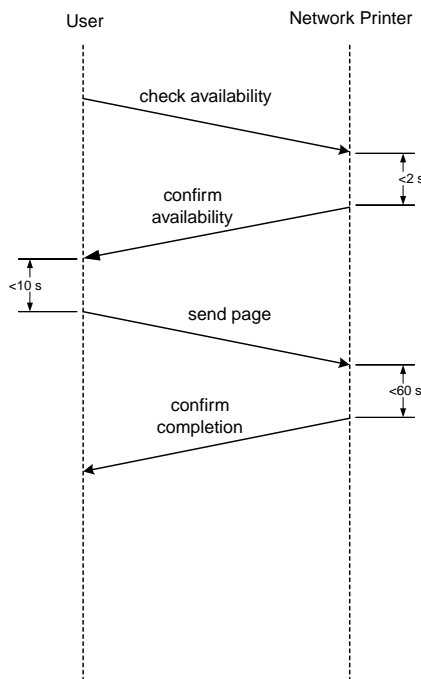 User
Network Printer
check availability
<2 s
confirm
availability
<10 s
send page
<60 s
confirm
completion